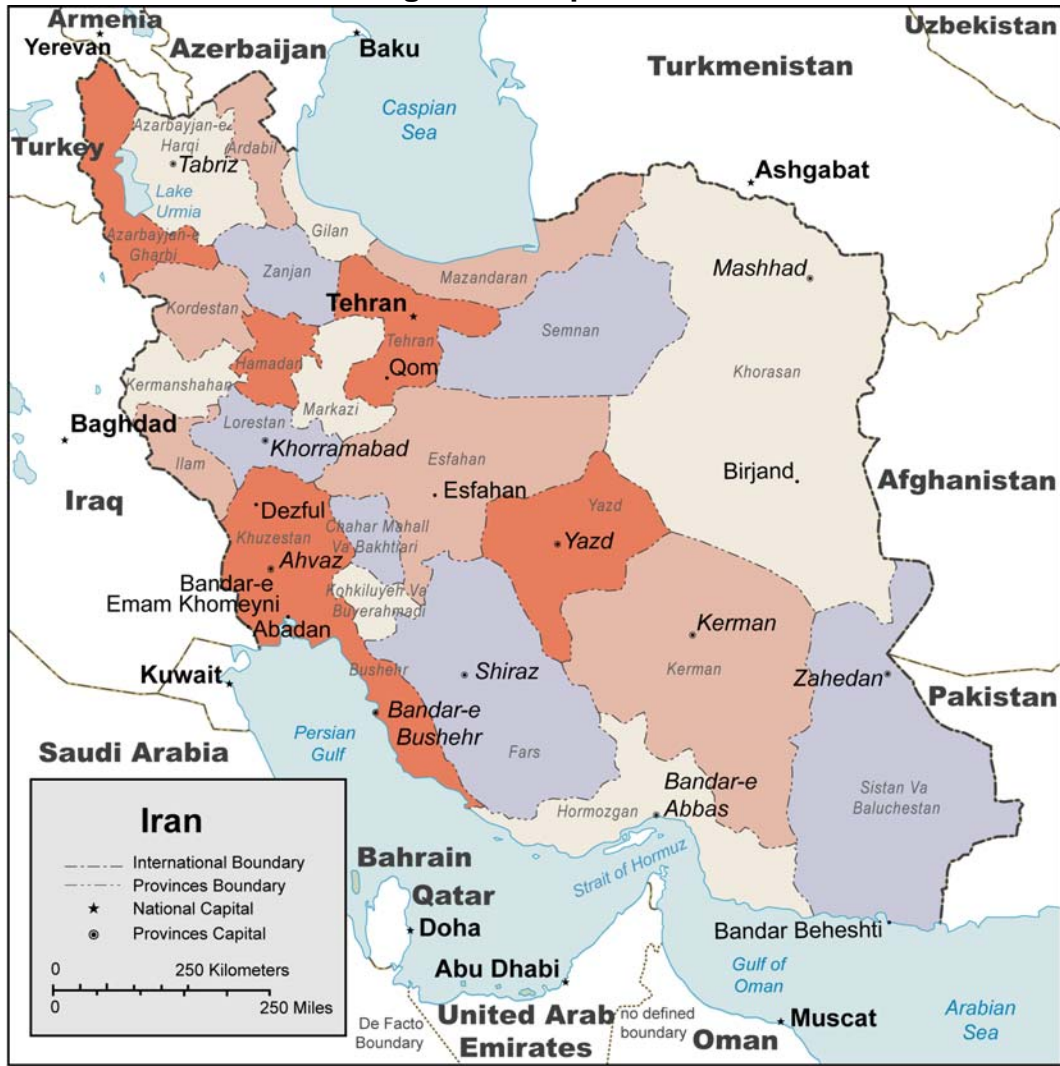 Armenia
Yerevan
Azerbaijan
Baku
Uzbekistan
Turkmenistan
Caspian
Sea
Turkey
Azarbayjan-e
Harqi
Ardabil
Tabriz
Ashgabat
Lake
Urmia
Gilan
Azarbayjan-e
Gharbi
Zanjan
Mazandaran
Mashhad
Kordestan
Tehran
Semnan
Tehran
Hamadan
Qom
Khorasan
Kermanshahan
Markazi
Baghdad
Lorestan
Khorramabad
Ilam
Esfahan
Birjand
Afghanistan
Iraq
Esfahan
Dezful
Yazd
Chahar Mahall
Va Bakhtiari
Khuzestan
Yazd
Ahvaz
Bandar-e
Emam Khomeyni
Kohkiluyeh Va
Buyerahmadi
Abadan
Kerman
Kuwait
Bushehr
Shiraz
Kerman
Zahedan
Pakistan
Bandar-e
Bushehr
Persian
Gulf
Saudi Arabia
Fars
Bandar-e
Abbas
Sistan Va
Baluchestan
Hormozgan
Iran
International Boundary
Provinces Boundary
National Capital
Provinces Capital
0 250 Kilometers
0 250 Miles
Bahrain
Strait of Hormuz
Qatar
Doha
Bandar Beheshti
Abu Dhabi
Gulf of
Oman
Arabian
Sea
De Facto
Boundary
United Arab
Emirates
no defined
boundary
Oman
Muscat